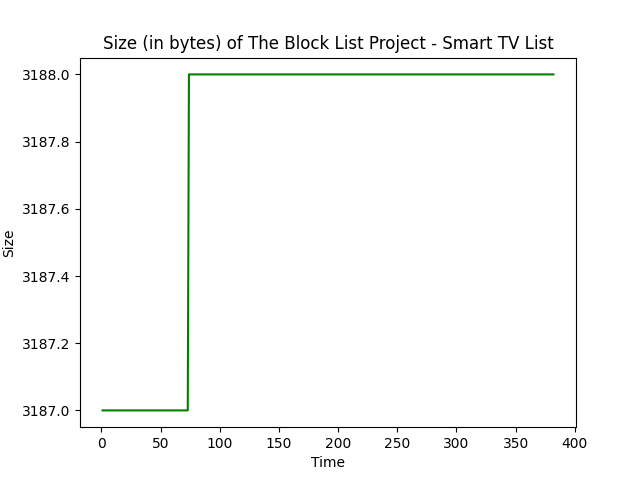 Size (in bytes) of The Block List Project - Smart TV List
3188.0
3187.8
3187.6
3187.4
3187.2
3187.0
Size
0 50 100 150 200 250 300 350 400
Time